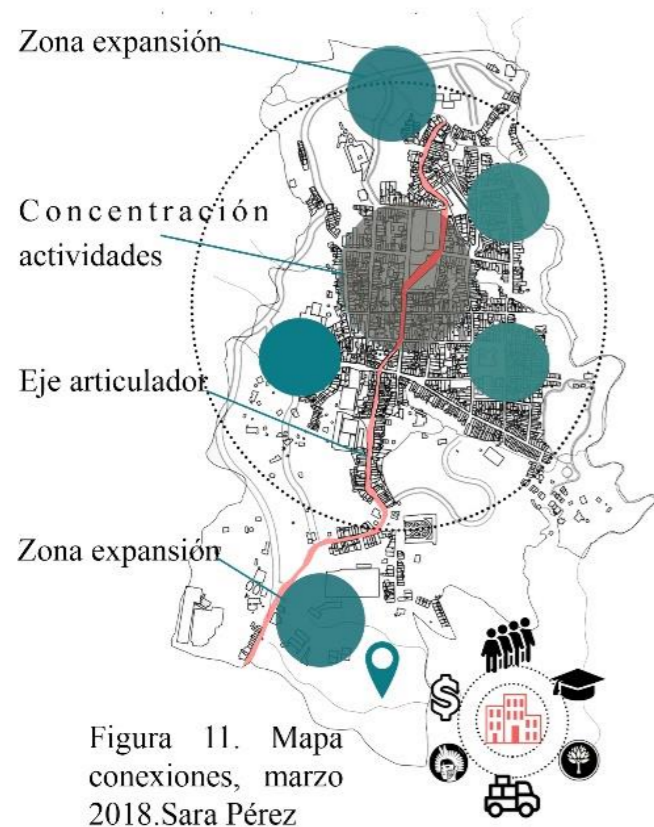 Zona expansión
Concentración
actividades
Eje articulador
Zona expansión
$
Figura 11. Mapa
conexiones, marzo
2018.Sara Pérez